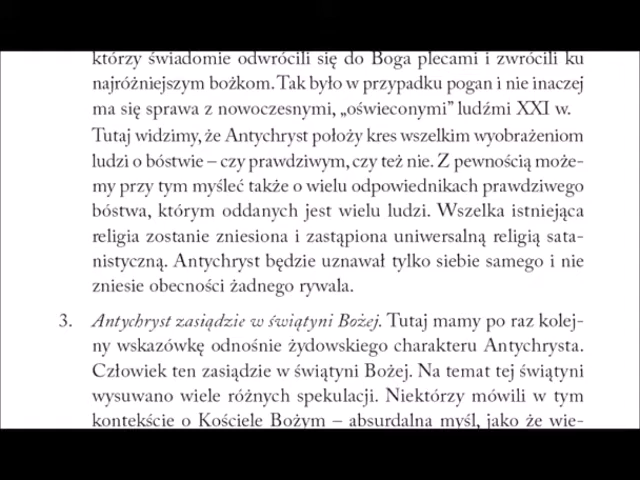 którzy świadomie odwrócili się do Boga plecami i zwrócili ku
najróżniejszym bożkom. Tak było w przypadku pogan i nie inaczej
ma się sprawa z nowoczesnymi, „oświeconymi” ludźmi XXI w.
Tutaj widzimy, że Antychryst położy kres wszelkim wyobrażeniom
ludzi o bóstwie – czy prawdziwym, czy też nie. Z pewnością może-
my przy tym myśleć także o wielu odpowiednikach prawdziwego
bóstwa, którym oddanych jest wielu ludzi. Wszelka istniejąca
religia zostanie zniesiona i zastąpiona uniwersalną religią sata-
nistyczną. Antychryst będzie uznawał tylko siebie samego i nie
zniesie obecności żadnego rywala.
3. Antychryst zasiądzie w świątyni Bożej. Tutaj mamy po raz kolej-
ny wskazówkę odnośnie żydowskiego charakteru Antychrysta.
Człowiek ten zasiądzie w świątyni Bożej. Na temat tej świątyni
wysuwano wiele różnych spekulacji. Niektórzy mówili w tym
kontekście o Kościele Bożym – absurdalna myśl, jako że wie-